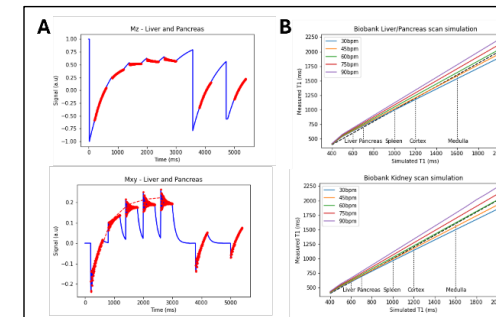 A
Mz - Liver and Pancreas
Signal (a.u)
1.00
0.75
0.50
0.25
0.00
−0.25
−0.50
−0.75
−1.00
0 1000 2000 3000 4000 5000
Time (ms)
Mxy - Liver and Pancreas
Signal (a.u)
0.2
0.1
0.0
−0.1
−0.2
0 1000 2000 3000 4000 5000
Time (ms)
B
Biobank Liver/Pancreas scan simulation
Measured T1 (ms)
2250
2000
1750
1500
1250
1000
750
500
30bpm
45bpm
60bpm
75bpm
90bpm
Liver Pancreas Spleen Cortex Medulla
400 600 800 1000 1200 1400 1600 1800 2000
Simulated T1 (ms)
Biobank Kidney scan simulation
Measured T1 (ms)
2250
2000
1750
1500
1250
1000
750
500
30bpm
45bpm
60bpm
75bpm
90bpm
Liver Pancreas Spleen Cortex Medulla
400 600 800 1000 1200 1400 1600 1800 2000
Simulated T1 (ms)